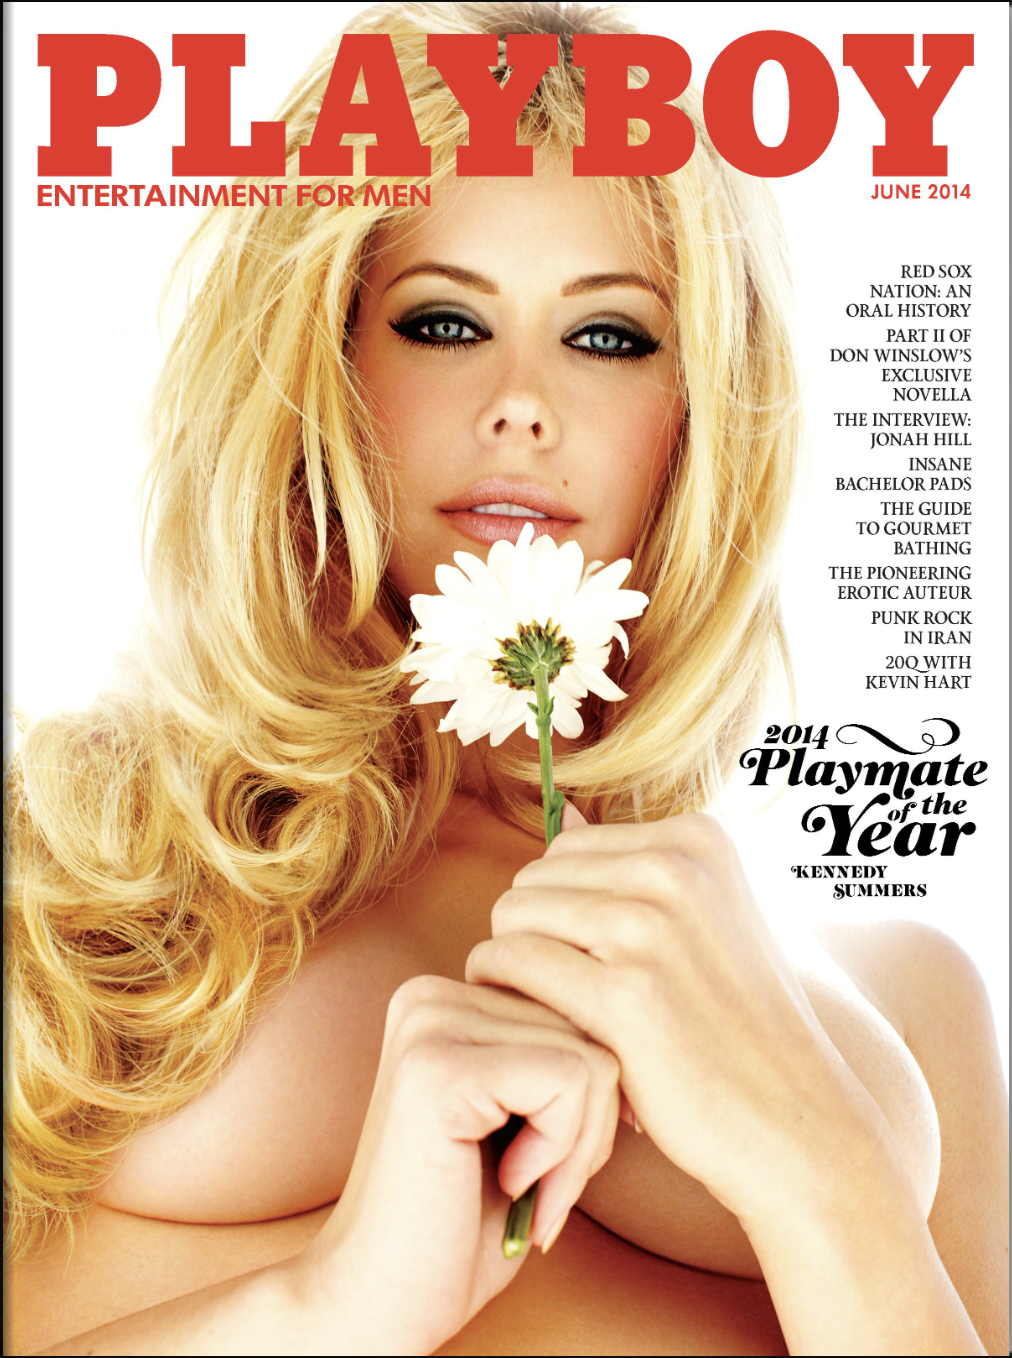 PLAYBOY
ENTERTAINMENT FOR MEN
JUNE 2014
RED SOX
NATION: AN
ORAL HISTORY
PART II OF
DON WINSLOW'S
EXCLUSIVE
NOVELLA
THE INTERVIEW:
JONAH HILL
INSANE
BACHELOR PADS
THE GUIDE
TO GOURMET
BATHING
THE PIONEERING
EROTIC AUTEUR
PUNK ROCK
IN IRAN
20Q WITH
KEVIN HART
2014
Playmate
of the
Year
KENNEDY
SUMMERS